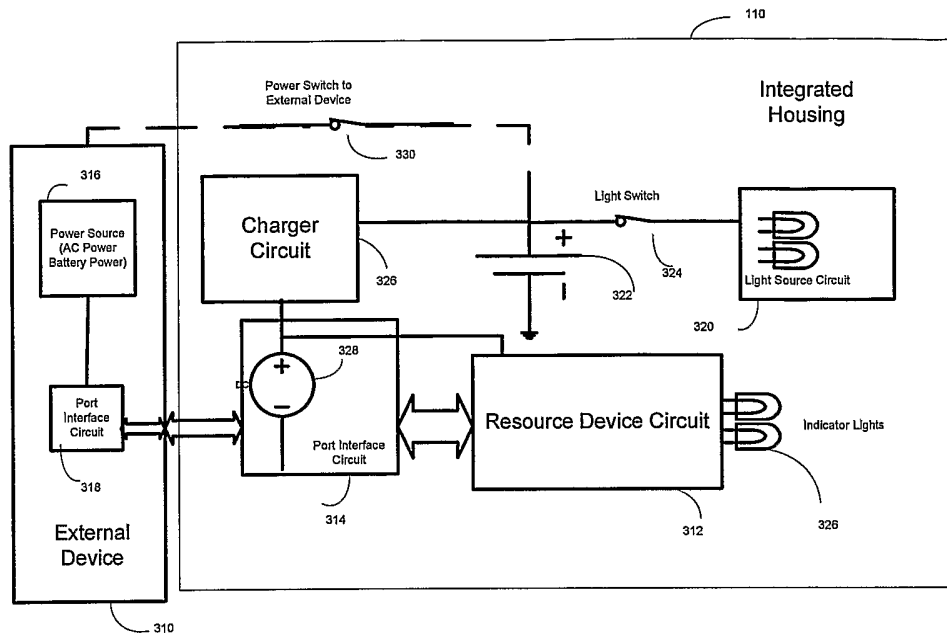 110
Power Switch to
External Device
Integrated
Housing
330
316
Power Source
(AC Power
Battery Power)
Charger
Circuit
326
Light Switch
324
+
322
Light Source Circuit
320
328
+
DC
Port
Interface
Circuit
318
Port Interface
Circuit
314
Resource Device Circuit
312
Indicator Lights
326
External
Device
310